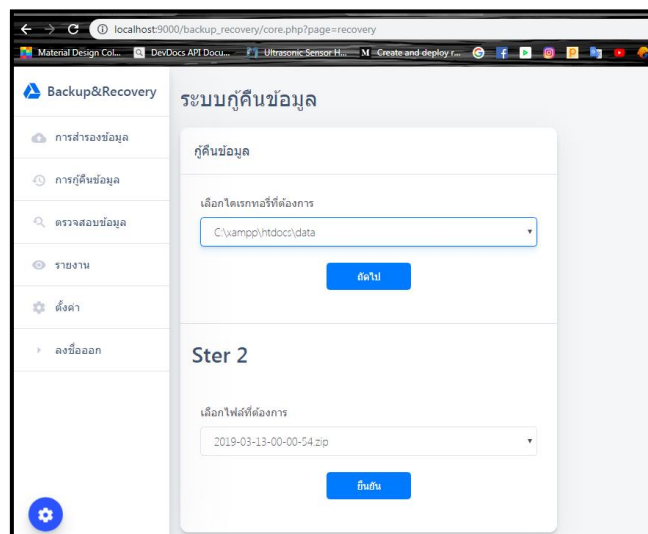 localhost:9000/backup_recovery/core.php?page=recovery
Material Design Col... DevDocs API Docu... Ultrasonic Sensor H... M Create and deploy r...
Backup&Recovery
การสำรองข้อมูล
การกู้คืนข้อมูล
ตรวจสอบข้อมูล
รายงาน
ตั้งค่า
ลงชื่อออก
ระบบกู้คืนข้อมูล
กู้คืนข้อมูล
เลือกไดเรกทอรี่ที่ต้องการ
C:\xampp\htdocs\data
ถัดไป
Ster 2
เลือกไฟล์ที่ต้องการ
2019-03-13-00-00-54.zip
ยืนยัน